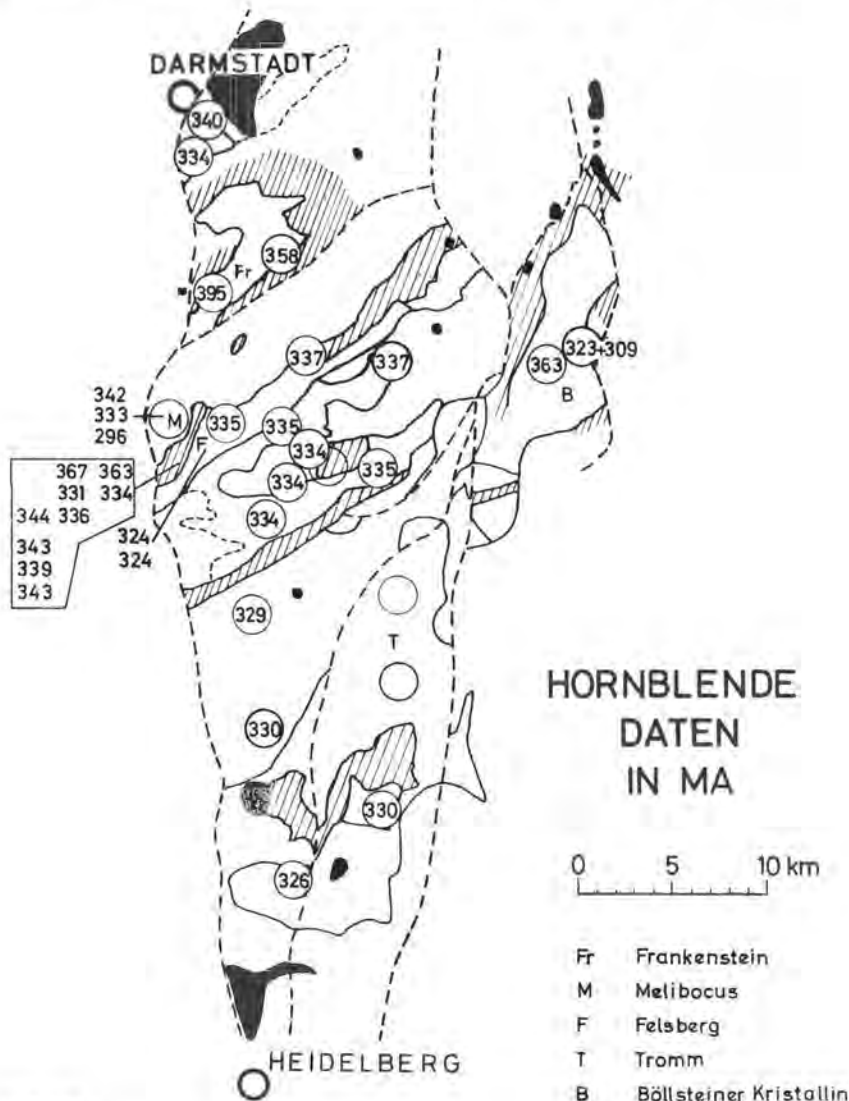 DARMSTADT
340
334
358
Fr
395
337
337
323+309
363
B
342
333
296
M
335
335
F
334
335
334
334
367 363
331 334
344 336
343
339
343
324
324
329
T
330
330
326
HORNBLENDE
DATEN
IN MA
0 5 10 km
Fr Frankenstein
M Melibocus
F Felsberg
T Tromm
B Böllsteiner Kristallin
HEIDELBERG